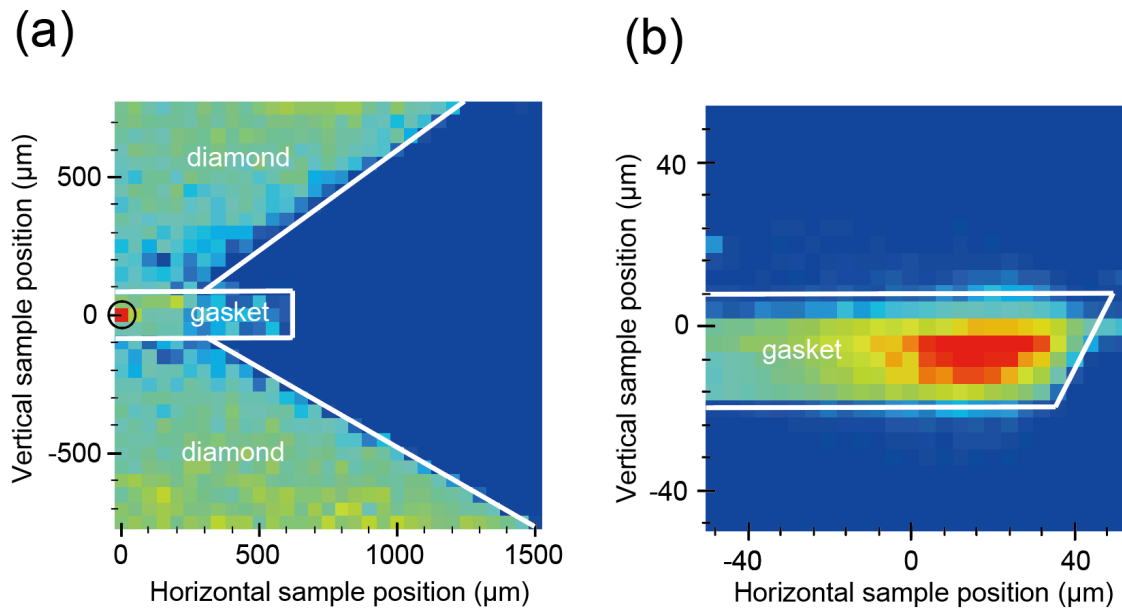 (a)
diamond
500
0
gasket
-500
diamond
0
500
1000
1500
Vertical sample position (µm)
Horizontal sample position (µm)
(b)
40
0
gasket
-40
-40
0
40
Vertical sample position (µm)
Horizontal sample position (µm)